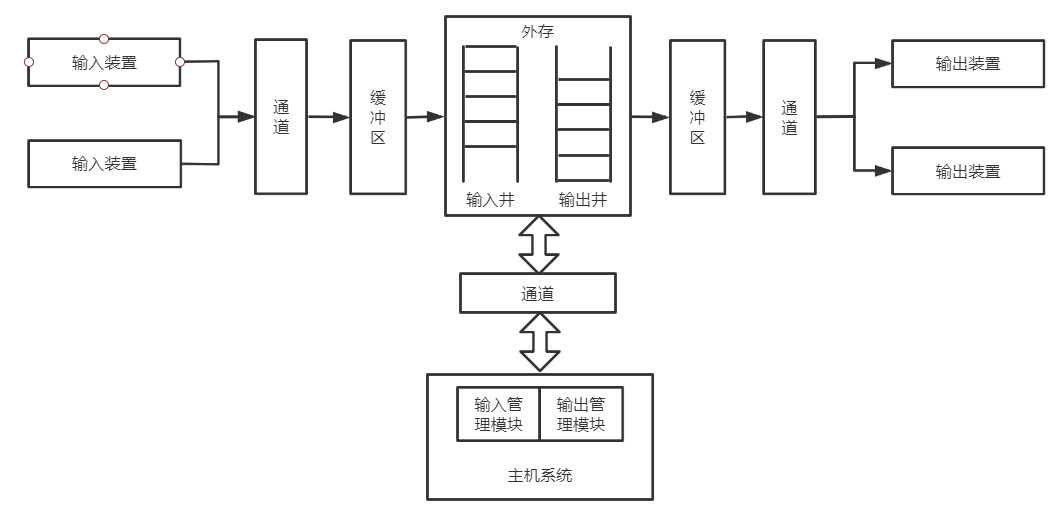 外存
输入装置
输入装置
通
道
缓
冲
区
输入井
输出井
缓
冲
区
通
道
输出装置
输出装置
通道
输入管
理模块
输出管
理模块
主机系统